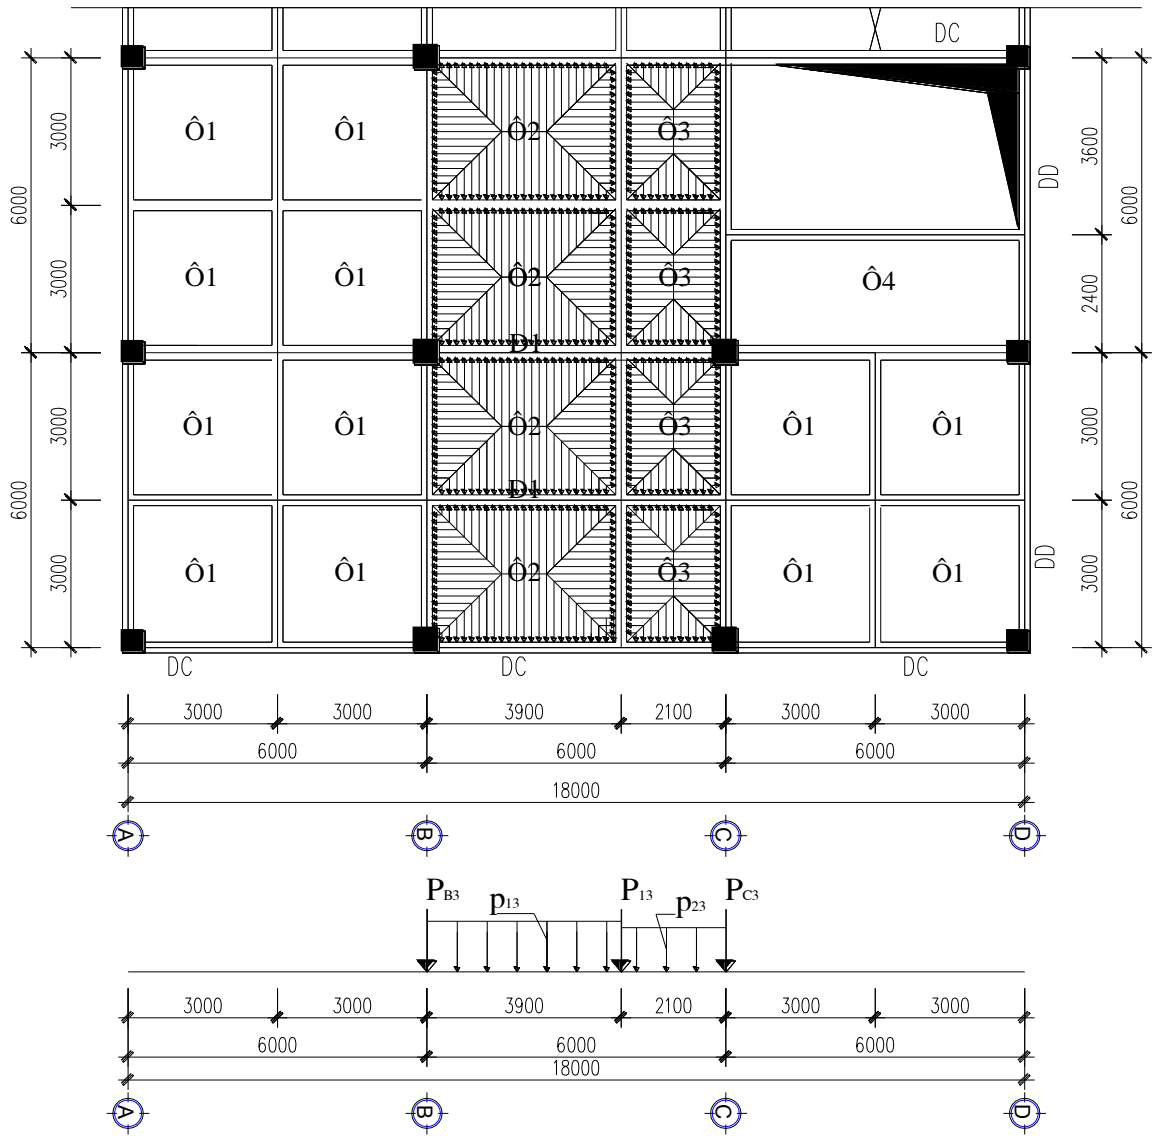 DC
Ô1 Ô1 Ô2 Ô3
3000 3600
DD
6000 6000
Ô1 Ô1 Ô2 Ô3 Ô4
3000 2400
D1
Ô1 Ô1 Ô2 Ô3 Ô1 Ô1
3000 3000
D1
6000 6000
Ô1 Ô1 Ô2 Ô3 Ô1 Ô1
3000 DD 3000
DC DC DC
3000 3000 3900 2100 3000 3000
6000 6000 6000
18000
A B C D
PB3 p13 P13 p23 PC3
3000 3000 3900 2100 3000 3000
6000 6000 6000
18000
A B C D